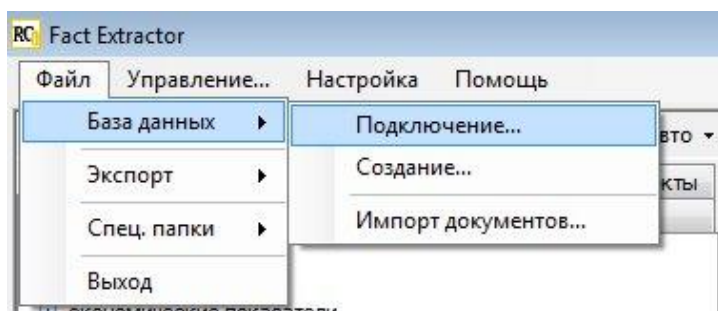 RC Fact Extractor
Файл Управление... Настройка Помощь
База данных Подключение...
Экспорт Создание...
Спец. папки Импорт документов...
Выход